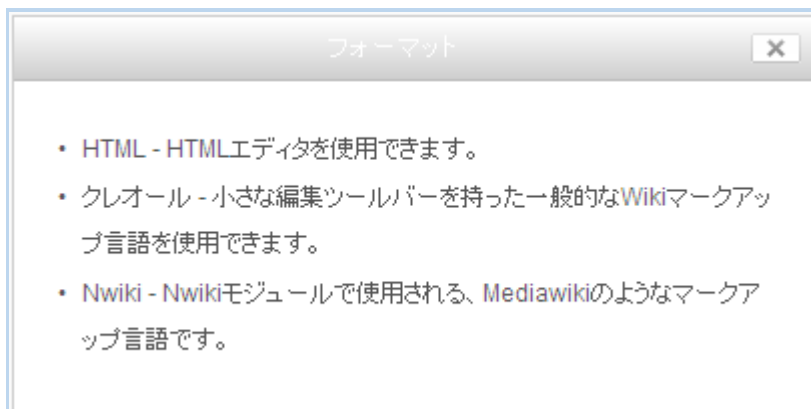 フォーマット
• HTML - HTMLエディタを使用できます。
• クレオール - 小さな編集ツールバーを持った一般的なWikiマークアッ
プ言語を使用できます。
• Nwiki - Nwikiモジュールで使用される、Mediawikiのようなマークア
ップ言語です。